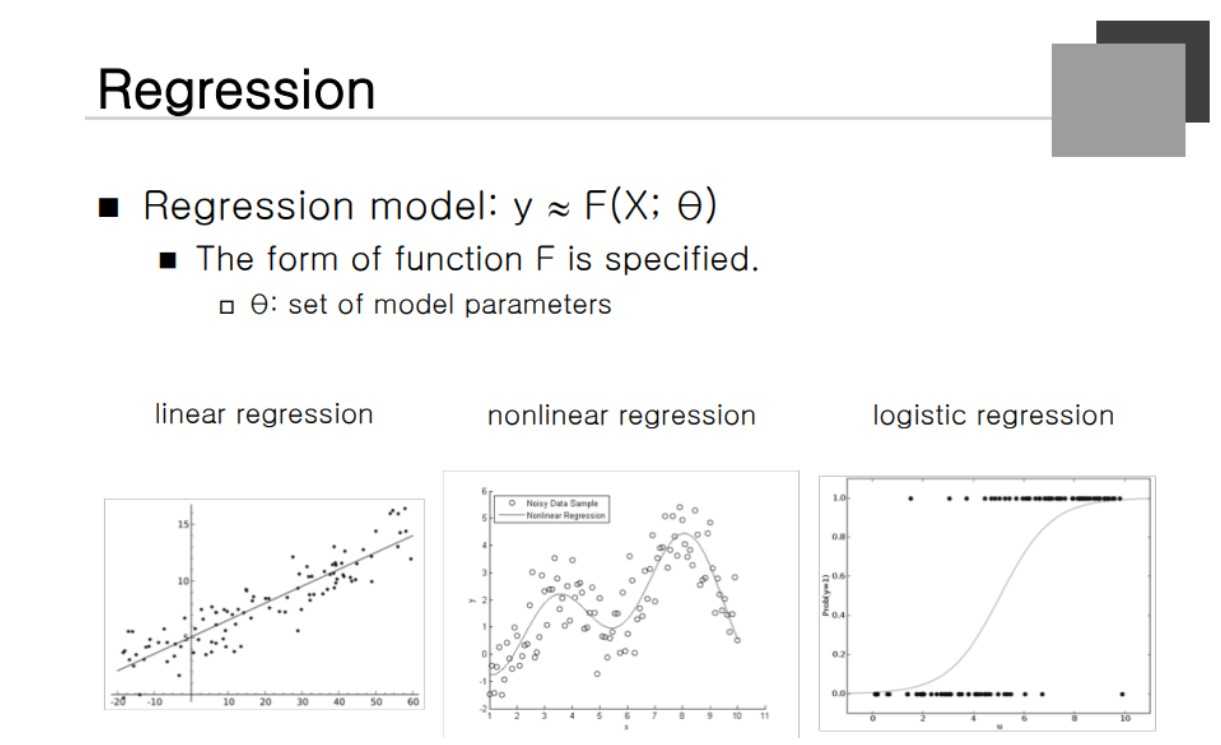 Regression
■ Regression model: y ≈ F(X; θ)
■ The form of function F is specified.
□ θ: set of model parameters
linear regression
nonlinear regression
logistic regression
15
10
5
-20 -10 10 20 30 40 50 60
Noisy Data Sample
Nonlinear Regression
6
5
4
3
2
1
0
-1
-2
y
1 2 3 4 5 6 7 8 9 10 11
x
1.0
0.8
0.6
0.4
0.2
0.0
Prob(y=1)
0 2 4 6 8 10